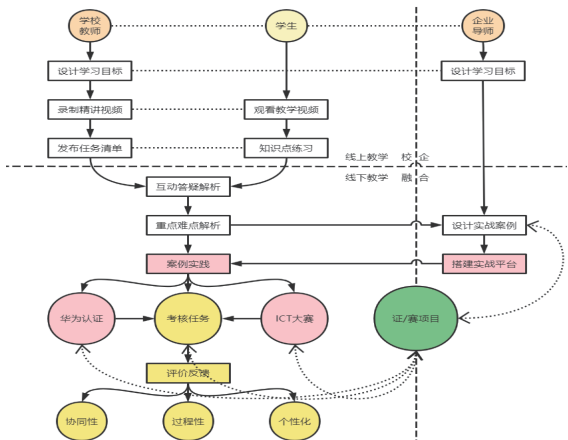 学校
教师
学生
企业
导师
设计学习目标
设计学习目标
录制精讲视频
观看教学视频
发布任务清单
知识点练习
线上教学 校 企
线下教学 融 合
互动答疑解析
重点难点解析
设计实战案例
案例实践
搭建实战平台
华为认证
考核任务
ICT大赛
证/赛项目
评价反馈
协同性
过程性
个性化